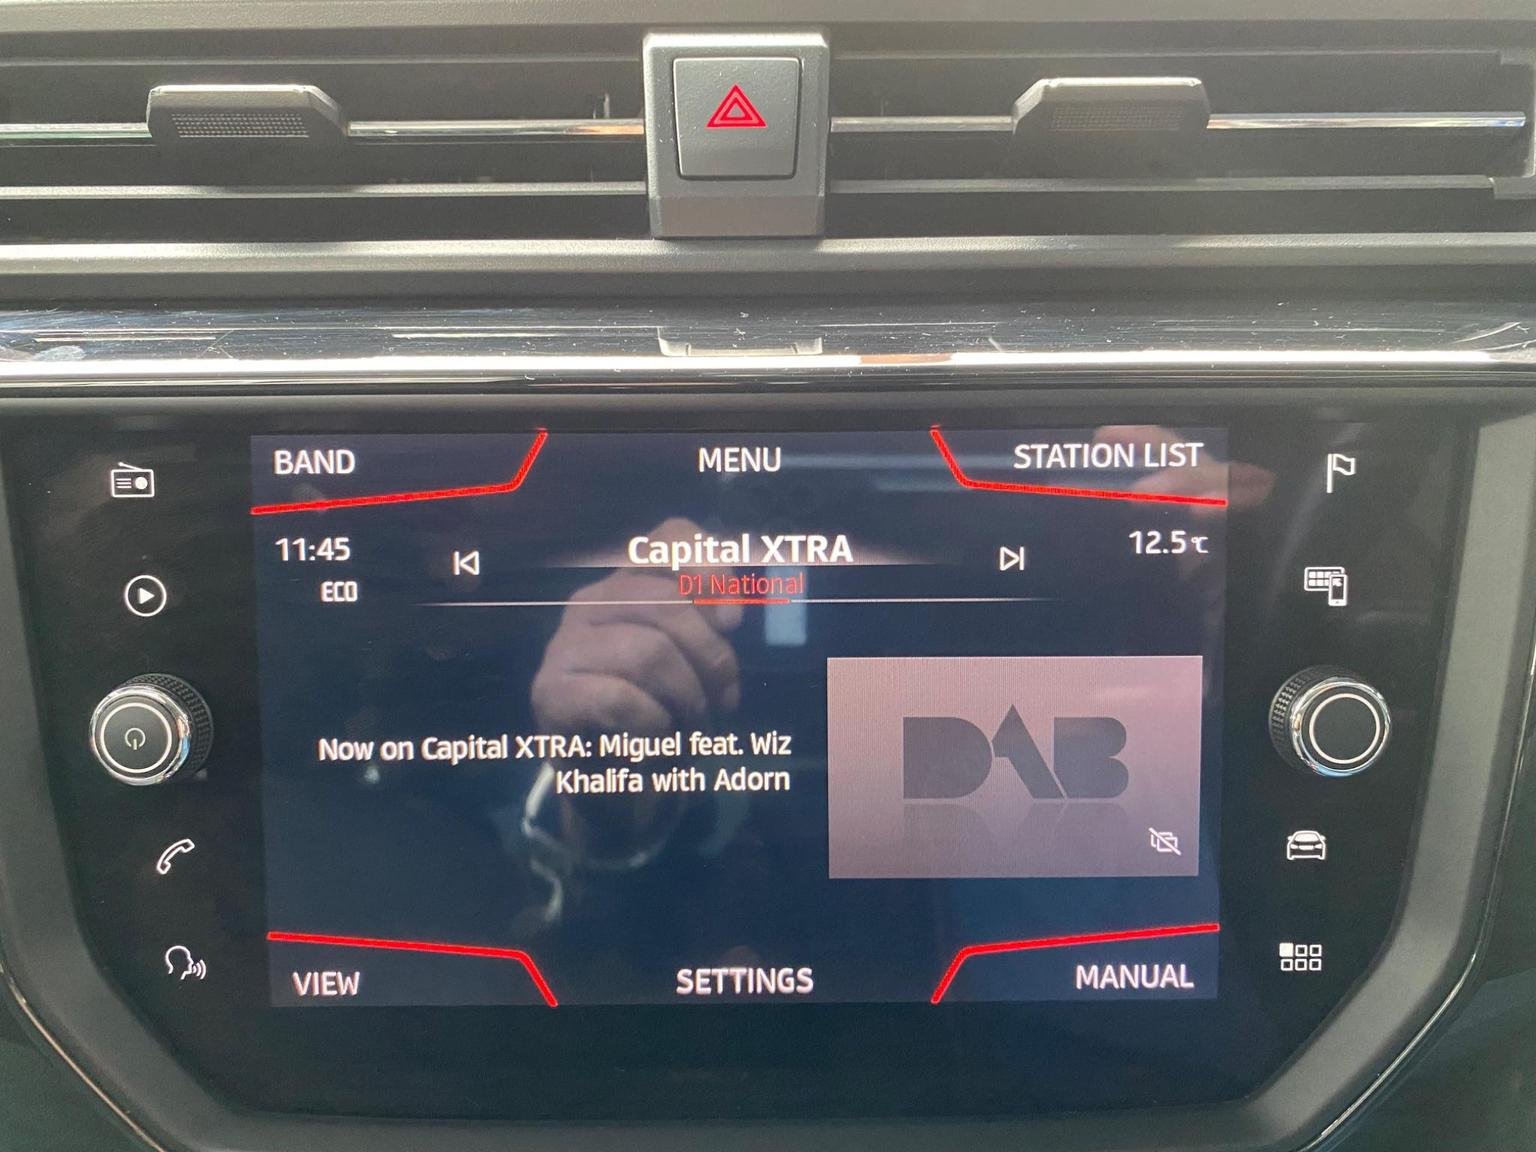 BAND
MENU
STATION LIST
11:45
ECO
Capital XTRA
D1 National
12.5°C
Now on Capital XTRA: Miguel feat. Wiz
Khalifa with Adorn
DAB
VIEW
SETTINGS
MANUAL